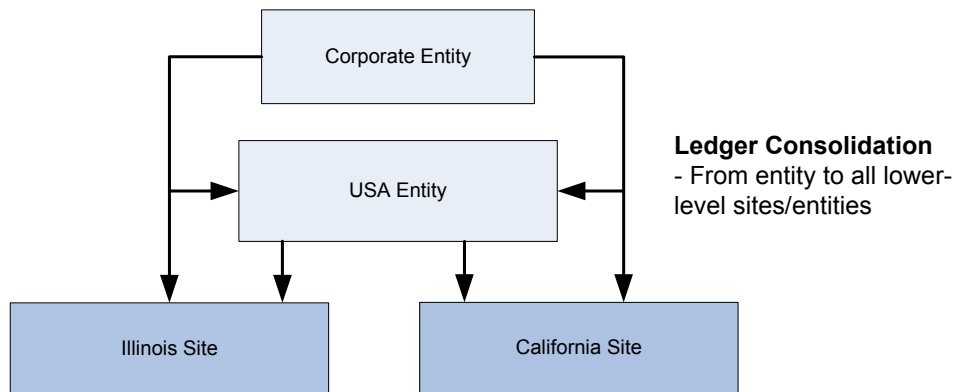 Corporate Entity
USA Entity
Ledger Consolidation
- From entity to all lower-
level sites/entities
Illinois Site
California Site